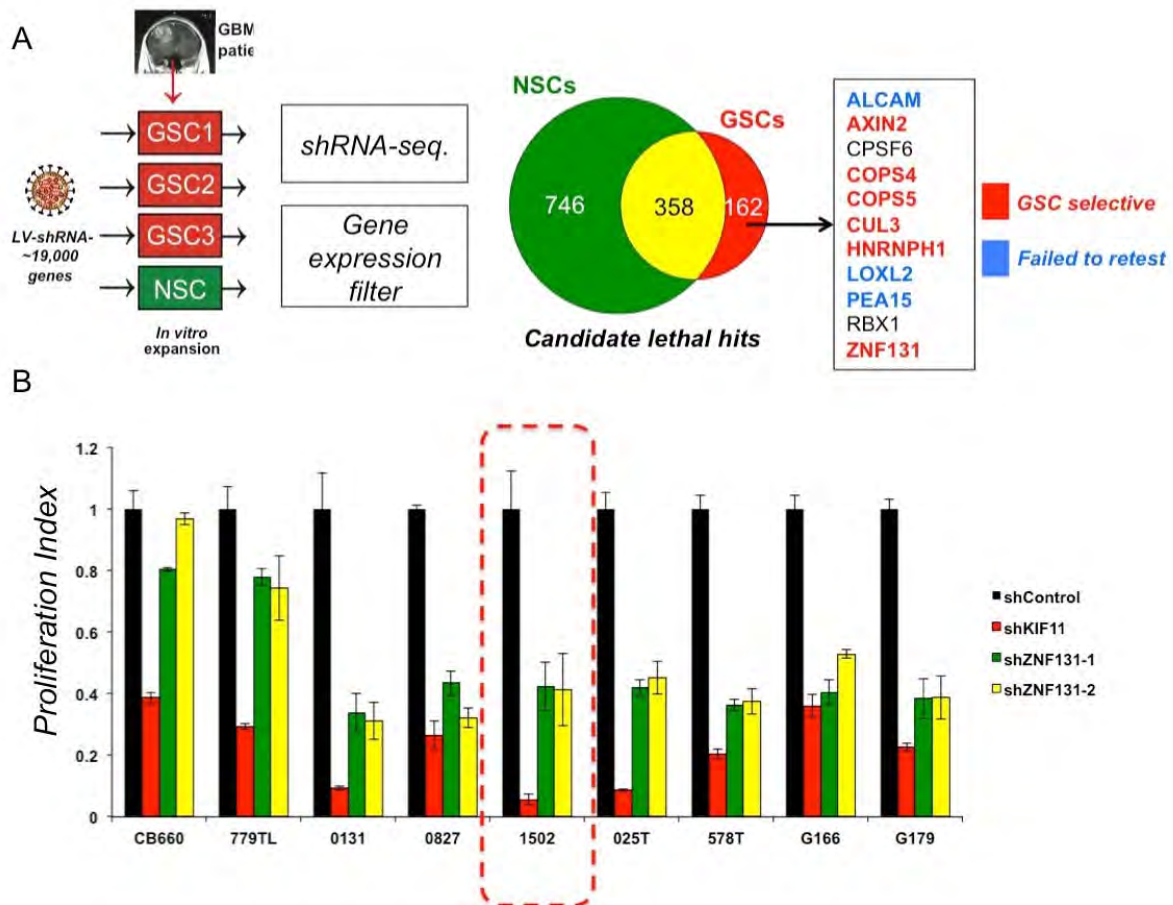 A
GBM
patie
NSCs
GSCs
GSC1
GSC2
GSC3
NSC
LV-shRNA-
~19,000
genes
In vitro
expansion
shRNA-seq.
Gene
expression
filter
746
358
162
Candidate lethal hits
ALCAM
AXIN2
CPSF6
COPS4
COPS5
CUL3
HNRNPH1
LOXL2
PEA15
RBX1
ZNF131
GSC selective
Failed to retest
B
Proliferation Index
1.2
1
0.8
0.6
0.4
0.2
0
CB660
779TL
0131
0827
1502
025T
578T
G166
G179
shControl
shKIF11
shZNF131-1
shZNF131-2